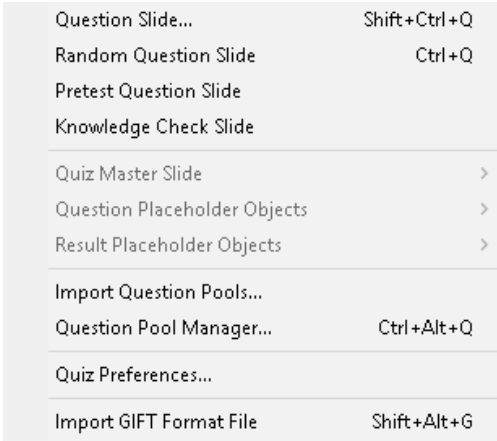 Question Slide... Shift+Ctrl+Q
Random Question Slide Ctrl+Q
Pretest Question Slide
Knowledge Check Slide
Quiz Master Slide >
Question Placeholder Objects >
Result Placeholder Objects >
Import Question Pools...
Question Pool Manager... Ctrl+Alt+Q
Quiz Preferences...
Import GIFT Format File Shift+Alt+G